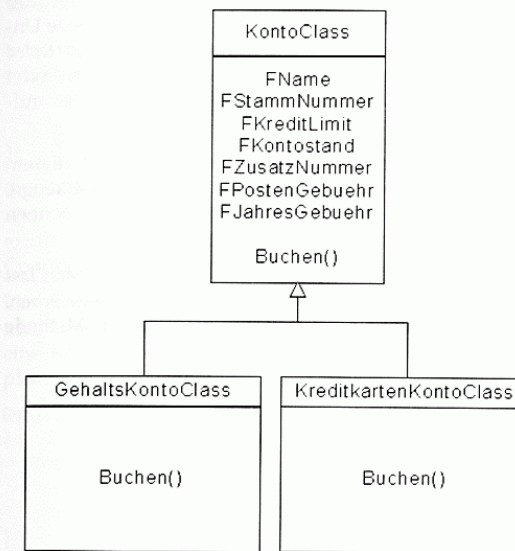 KontoClass
FName
FStammNummer
FKreditLimit
FKontostand
FZusatzNummer
FPostenGebuehr
FJahresGebuehr
Buchen()
GehaltsKontoClass
Buchen()
KreditkartenKontoClass
Buchen()